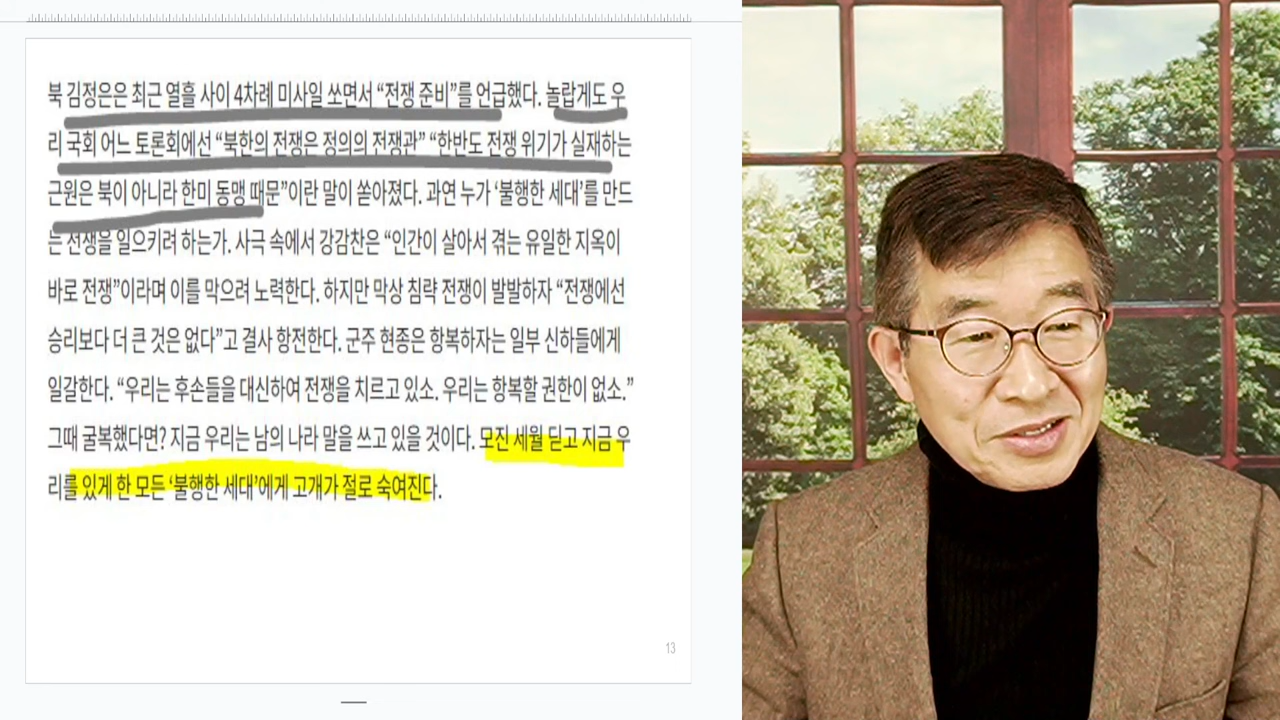 북 김정은은 최근 열흘 사이 4차례 미사일 쏘면서 “전쟁 준비”를 언급했다. 놀랍게도 우
리 국회 어느 토론회에선 “북한의 전쟁은 정의의 전쟁관” “한반도 전쟁 위기가 실재하는
근원은 북이 아니라 한미 동맹 때문”이란 말이 쏟아졌다. 과연 누가 ‘불행한 세대’를 만드
는 전쟁을 일으키려 하는가. 사극 속에서 강감찬은 “인간이 살아서 겪는 유일한 지옥이
바로 전쟁”이라며 이를 막으려 노력한다. 하지만 막상 침략 전쟁이 발발하자 “전쟁에선
승리보다 더 큰 것은 없다”고 결사 항전한다. 군주 현종은 항복하자는 일부 신하들에게
일갈한다. “우리는 후손들을 대신하여 전쟁을 치르고 있소. 우리는 항복할 권한이 없소.”
그때 굴복했다면? 지금 우리는 남의 나라 말을 쓰고 있을 것이다. 모진 세월 딛고 지금 우
리를 있게 한 모든 ‘불행한 세대’에게 고개가 절로 숙여진다.
13